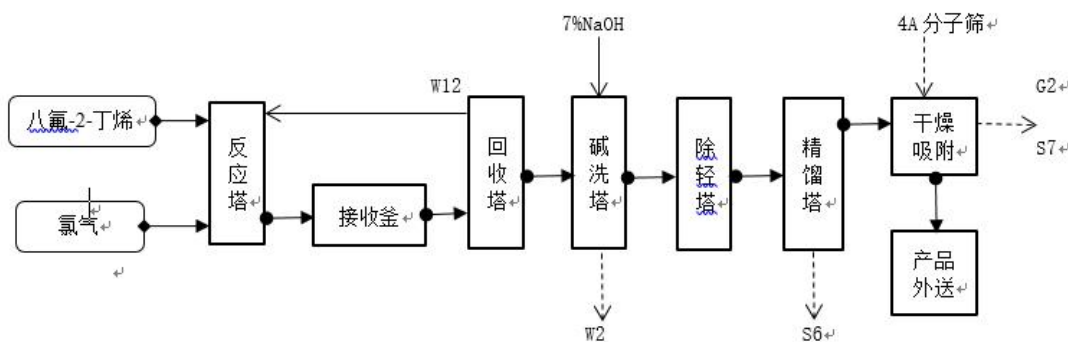 7%NaOH
4A 分子筛
W12
G2
八氟-2-丁烯
反应塔
回收塔
碱洗塔
除轻塔
精馏塔
干燥
吸附
S7
接收釜
氯气
产品
外送
W2
S6